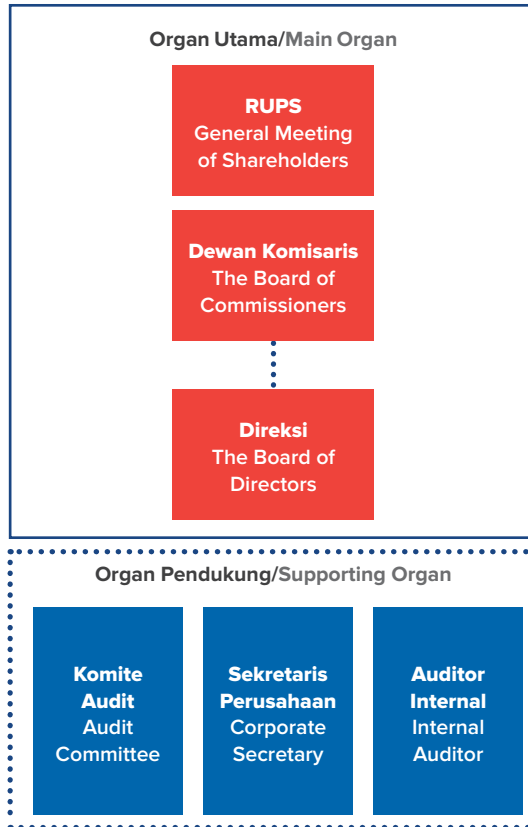 Organ Utama/Main Organ
RUPS
General Meeting
of Shareholders
Dewan Komisaris
The Board of
Commissioners
Direksi
The Board of
Directors
Organ Pendukung/Supporting Organ
Komite
Audit
Audit
Committee
Sekretaris
Perusahaan
Corporate
Secretary
Auditor
Internal
Internal
Auditor